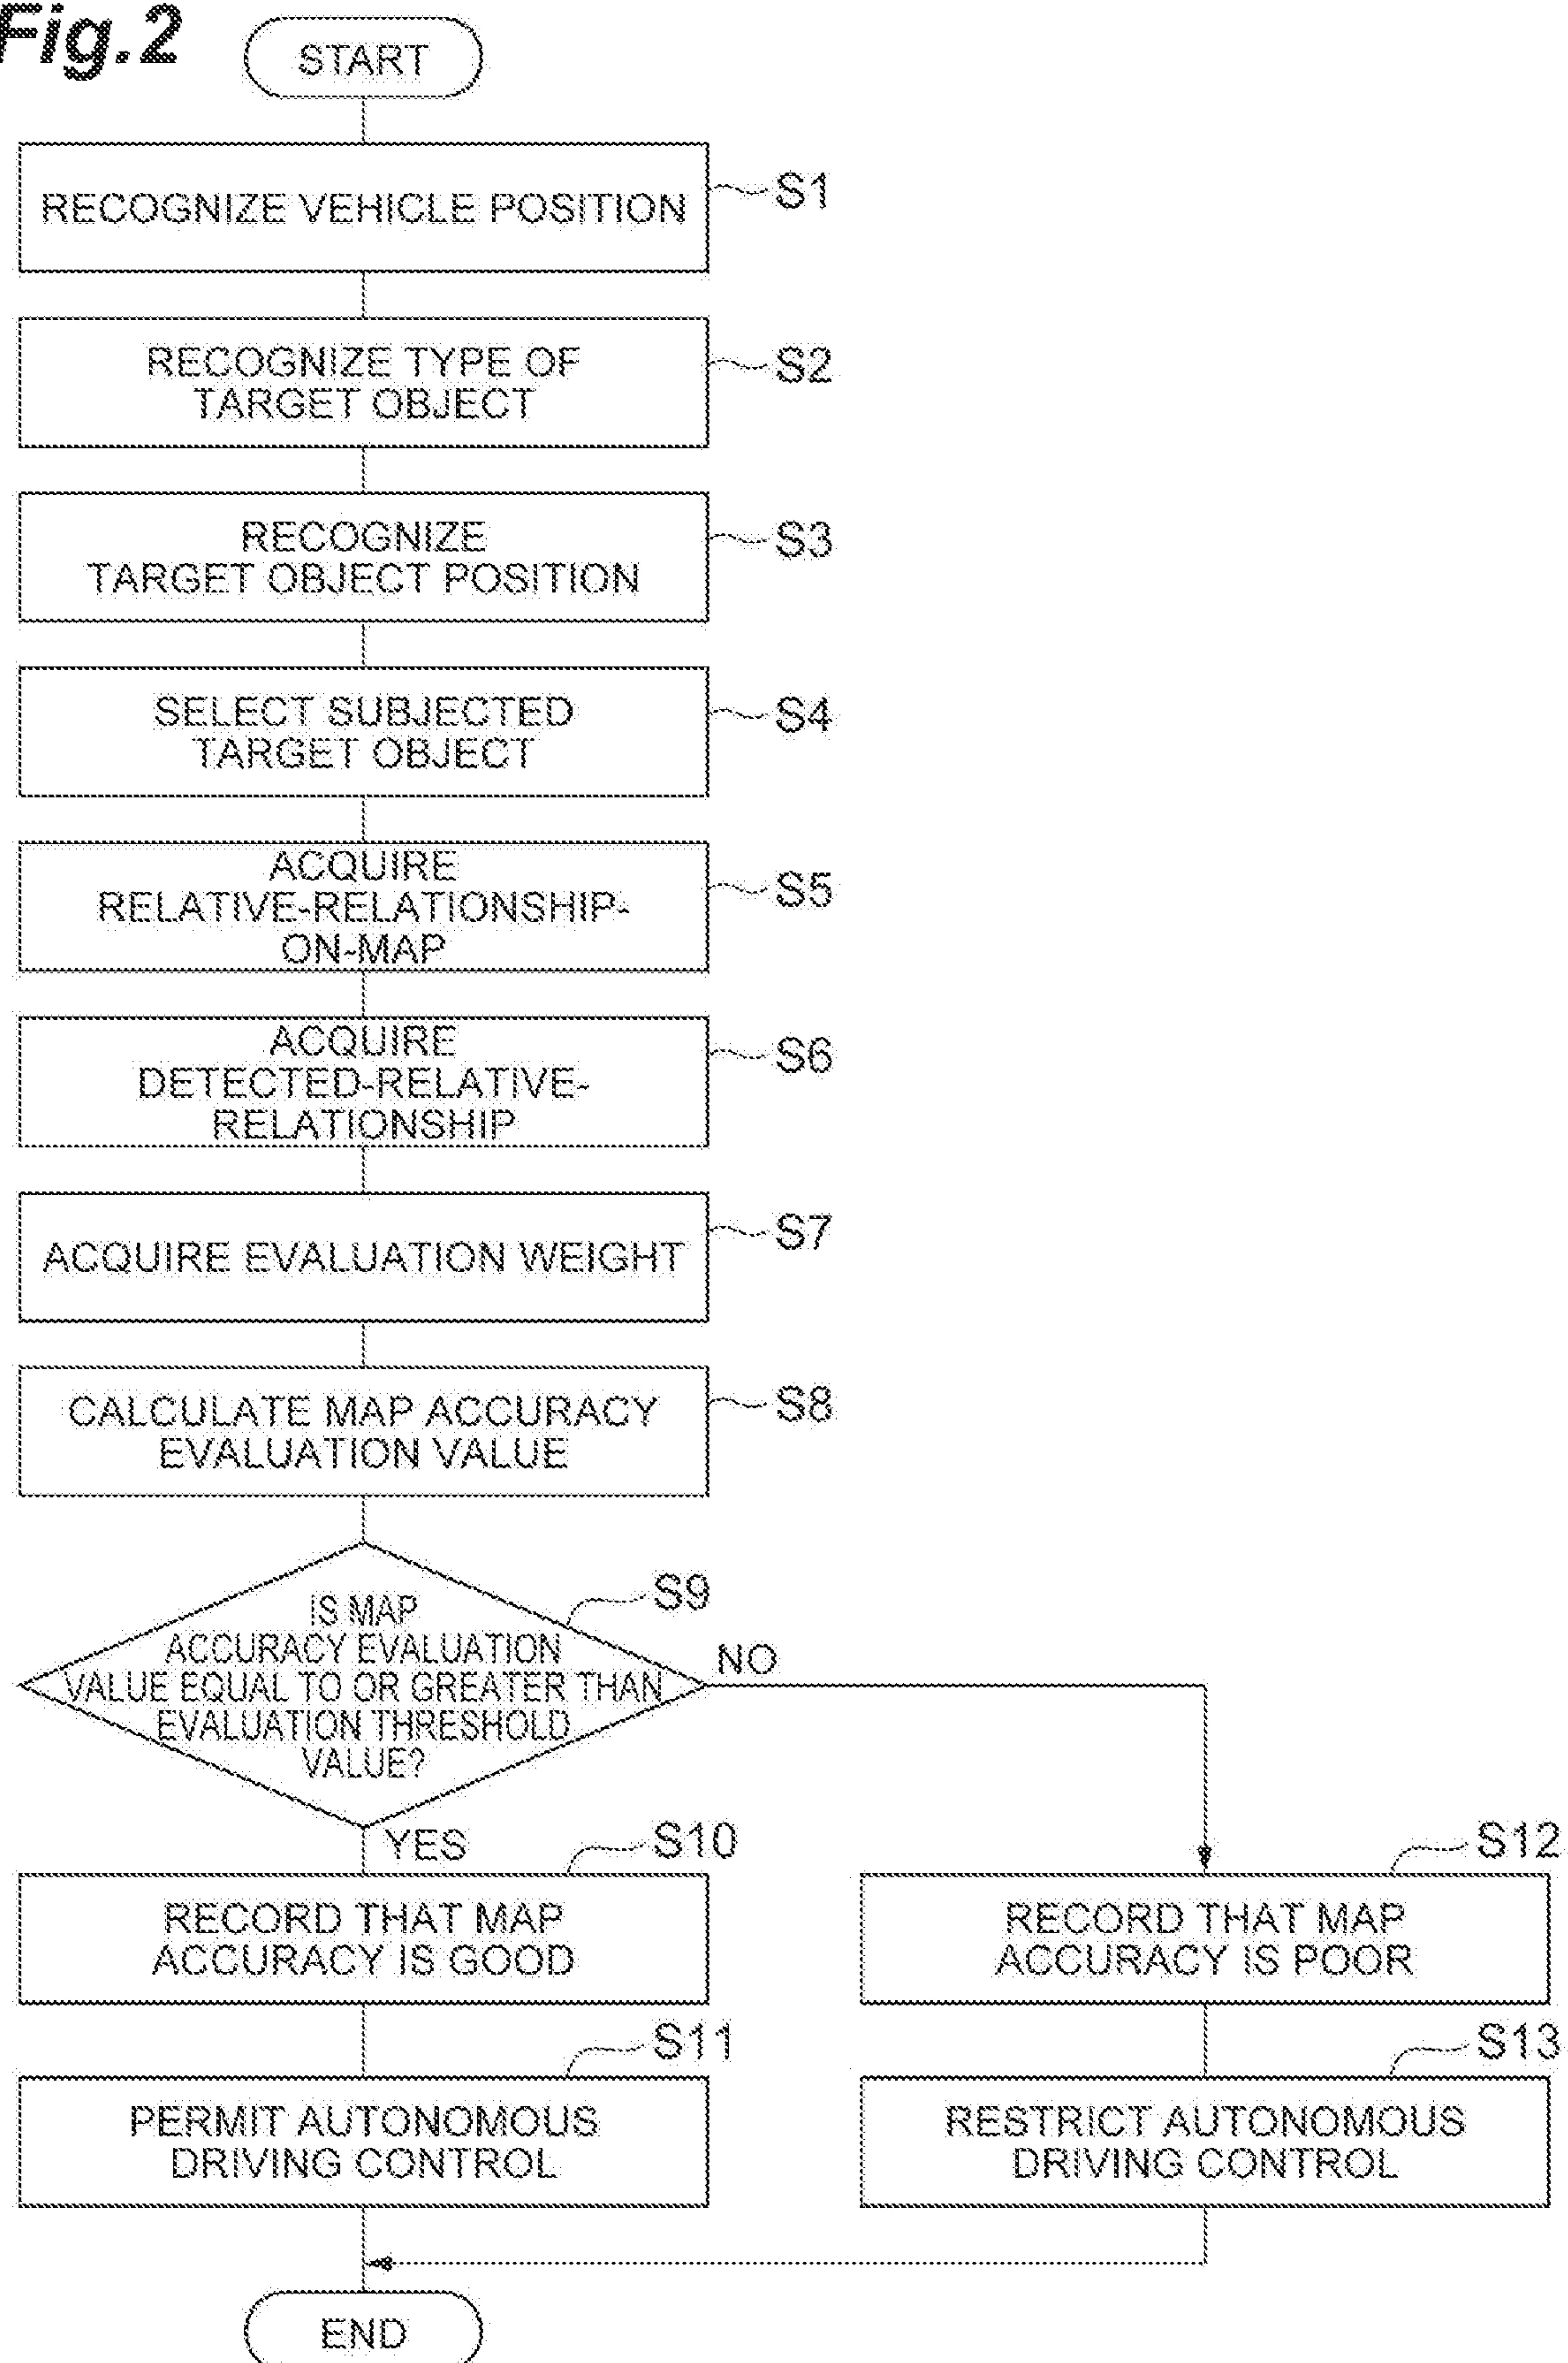 Fig.2
START
RECOGNIZE VEHICLE POSITION
S1
RECOGNIZE TYPE OF
TARGET OBJECT
S2
RECOGNIZE
TARGET OBJECT POSITION
S3
SELECT SUBJECTED
TARGET OBJECT
S4
ACQUIRE
RELATIVE-RELATIONSHIP-
ON-MAP
S5
ACQUIRE
DETECTED-RELATIVE-
RELATIONSHIP
S6
ACQUIRE EVALUATION WEIGHT
S7
CALCULATE MAP ACCURACY
EVALUATION VALUE
S8
IS MAP
ACCURACY EVALUATION
VALUE EQUAL TO OR GREATER THAN
EVALUATION THRESHOLD
VALUE?
S9
NO
YES
S10
RECORD THAT MAP
ACCURACY IS GOOD
S12
RECORD THAT MAP
ACCURACY IS POOR
S11
PERMIT AUTONOMOUS
DRIVING CONTROL
S13
RESTRICT AUTONOMOUS
DRIVING CONTROL
END